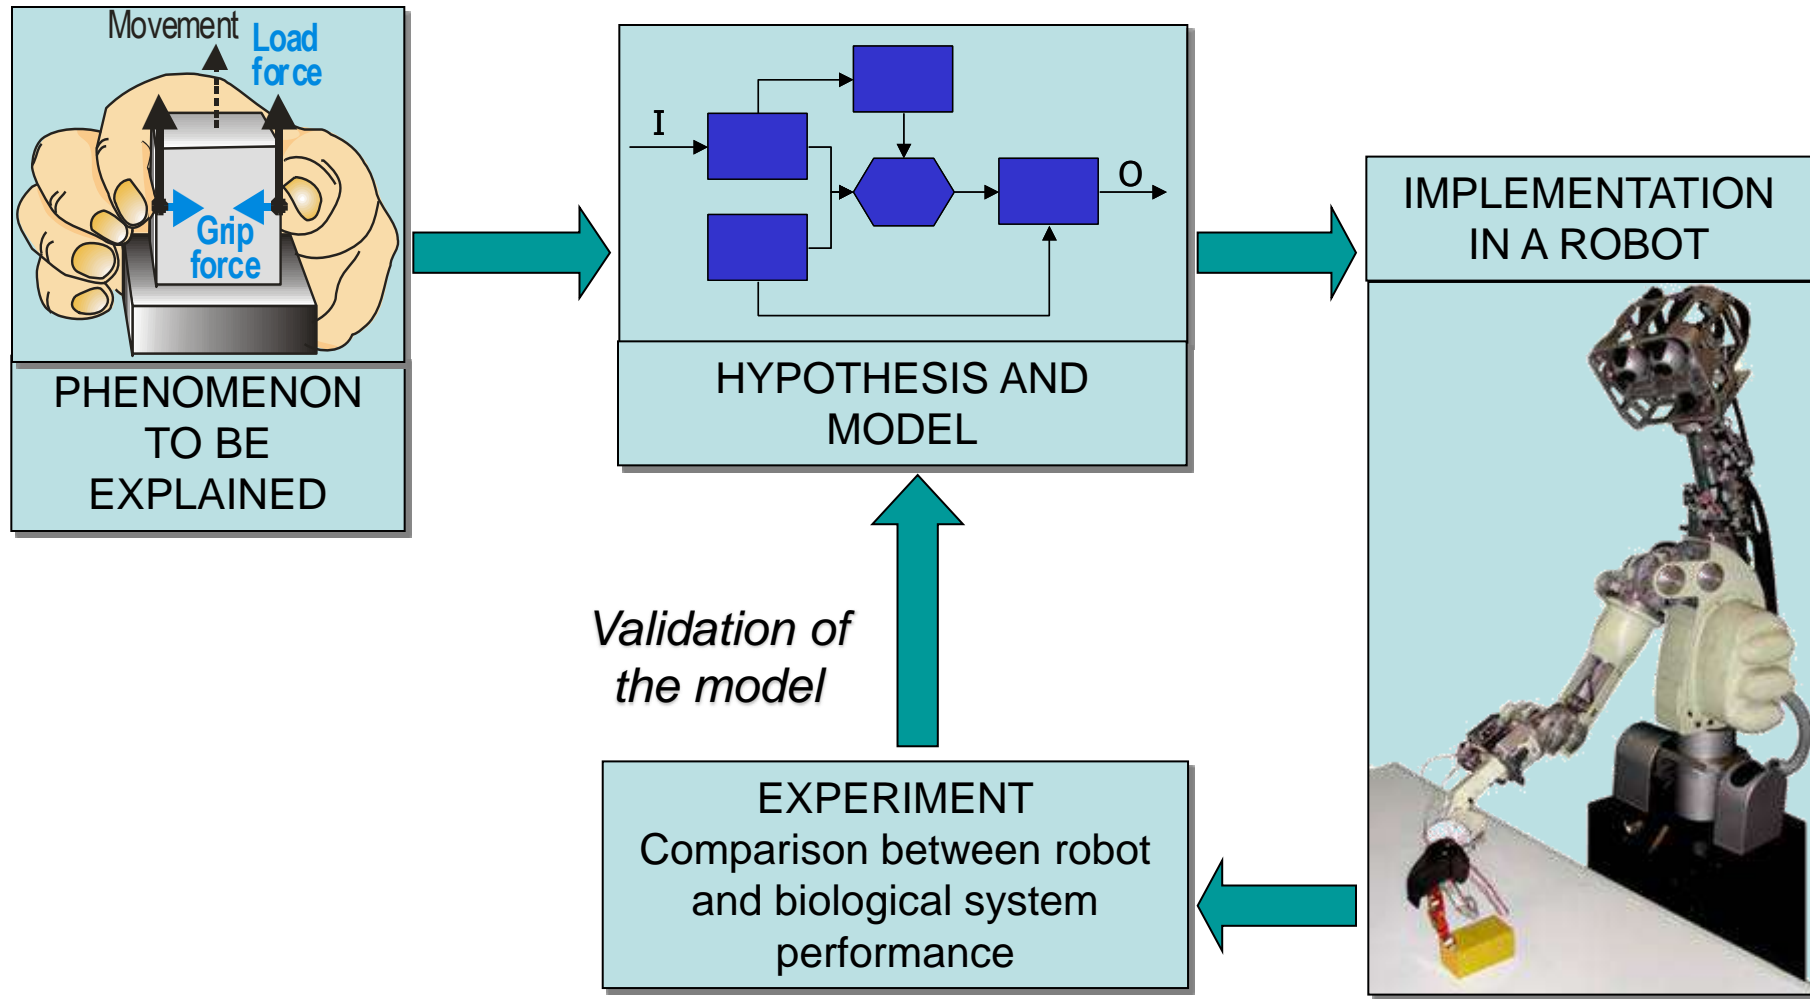 Movement
Load
force
Grip
force
PHENOMENON
TO BE
EXPLAINED
I
O
HYPOTHESIS AND
MODEL
IMPLEMENTATION
IN A ROBOT
Validation of
the model
EXPERIMENT
Comparison between robot
and biological system
performance